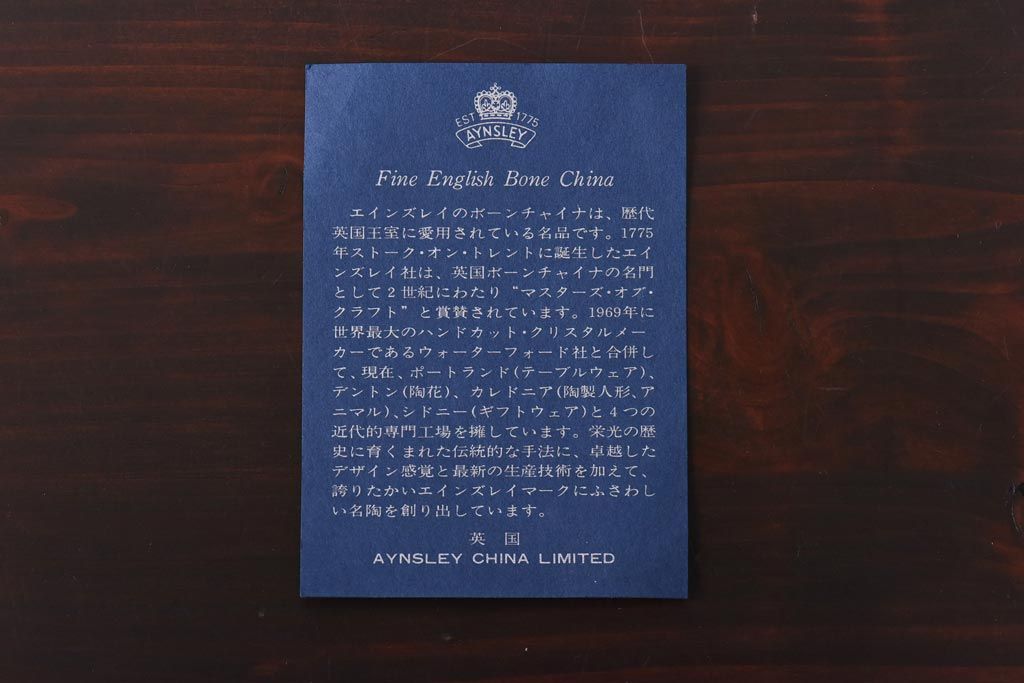 EST 1775
AYNSLEY
Fine English Bone China
エインズレイのボーンチャイナは、歴代
英国王室に愛用されている名品です。1775
年ストーク・オン・トレントに誕生したエイ
ンズレイ社は、英国ボーンチャイナの名門
として2世紀にわたり“マスターズ・オブ・
クラフト”と賞賛されています。1969年に
世界最大のハンドカット・クリスタルメー
カーであるウォーターフォード社と合併し
て、現在、ポートランド(テーブルウェア)、
デントン(陶花)、カレドニア(陶製人形、ア
ニマル)、シドニー(ギフトウェア)と4つの
近代的専門工場を擁しています。栄光の歴
史に育くまれた伝統的な手法に、卓越した
デザイン感覚と最新の生産技術を加えて、
誇りたかいエインズレイマークにふさわし
い名陶を創り出しています。
英国
AYNSLEY CHINA LIMITED